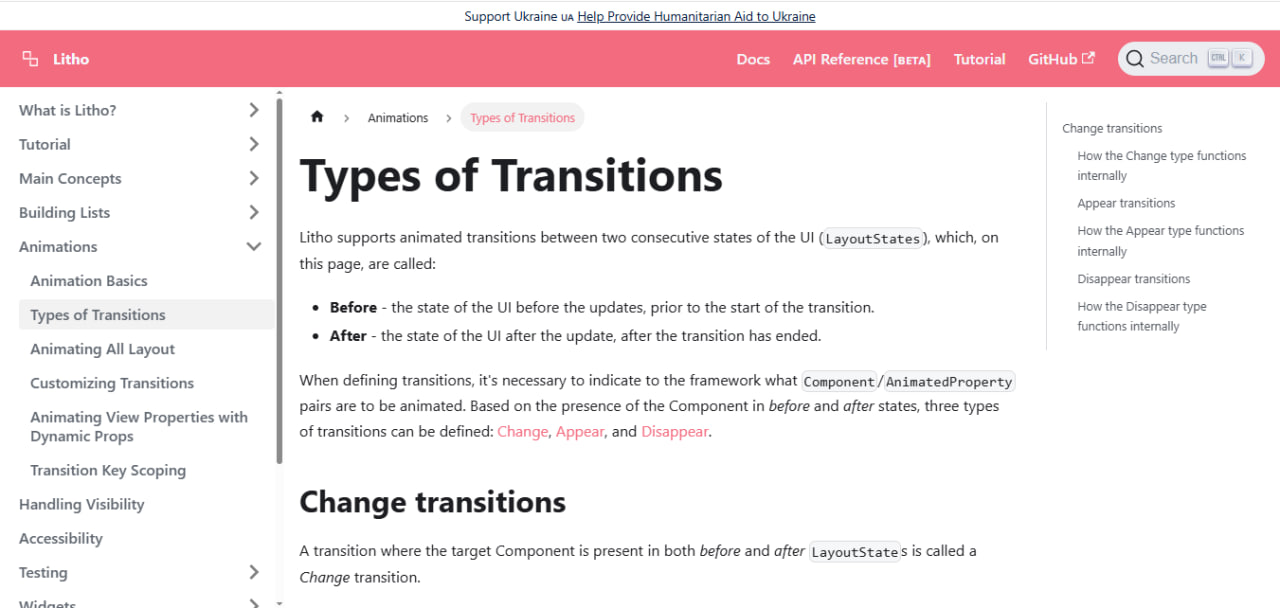 Support Ukraine UA Help Provide Humanitarian Aid to Ukraine
Litho
Docs
API Reference [BETA]
Tutorial
GitHub
Search
CTRL
K
What is Litho?
Tutorial
Main Concepts
Building Lists
Animations
Animation Basics
Types of Transitions
Animating All Layout
Customizing Transitions
Animating View Properties with
Dynamic Props
Transition Key Scoping
Handling Visibility
Accessibility
Testing
Widgets
Animations
Types of Transitions
Types of Transitions
Litho supports animated transitions between two consecutive states of the UI (LayoutStates), which, on
this page, are called:
• Before - the state of the UI before the updates, prior to the start of the transition.
• After - the state of the UI after the update, after the transition has ended.
When defining transitions, it's necessary to indicate to the framework what Component/AnimatedProperty
pairs are to be animated. Based on the presence of the Component in before and after states, three types
of transitions can be defined: Change, Appear, and Disappear.
Change transitions
A transition where the target Component is present in both before and after LayoutStates is called a
Change transition.
Change transitions
How the Change type functions
internally
Appear transitions
How the Appear type functions
internally
Disappear transitions
How the Disappear type
functions internally